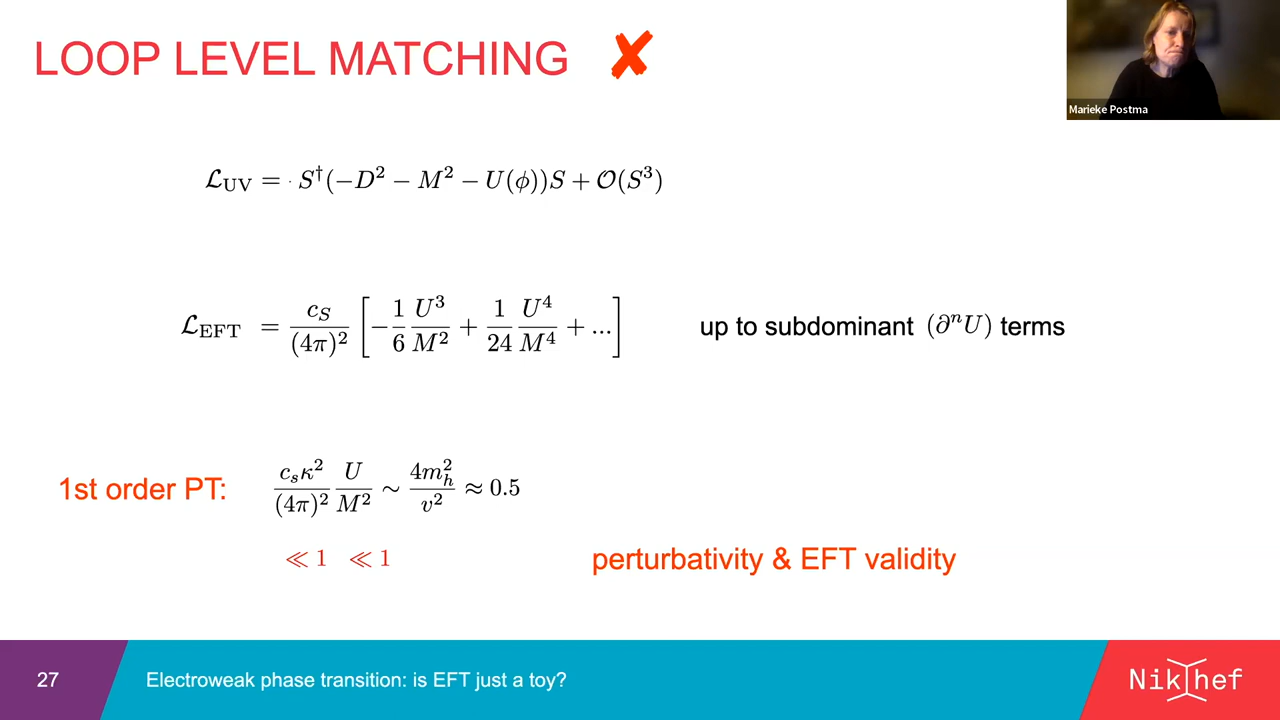 LOOP LEVEL MATCHING ✘
Marieke Postma
ℒ_UV = S†(−D² − M² − U(ϕ))S + 𝒪(S³)
ℒ_EFT = c_S/(4π)² [−1/6 U³/M² + 1/24 U⁴/M⁴ + ...] up to subdominant (∂ⁿU) terms
1st order PT: c_sκ²/(4π)² U/M² ∼ 4m_h²/v² ≈ 0.5
≪ 1 ≪ 1 perturbativity & EFT validity
27 Electroweak phase transition: is EFT just a toy? Nikhef